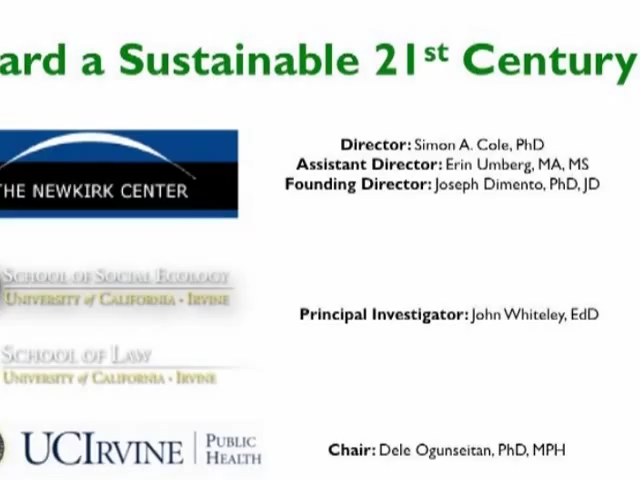 ard a Sustainable 21st Century
THE NEWKIRK CENTER
Director: Simon A. Cole, PhD
Assistant Director: Erin Umberg, MA, MS
Founding Director: Joseph Dimento, PhD, JD
SCHOOL OF SOCIAL ECOLOGY
UNIVERSITY of CALIFORNIA · IRVINE
Principal Investigator: John Whiteley, EdD
SCHOOL OF LAW
UNIVERSITY of CALIFORNIA · IRVINE
UCIRVINE | PUBLIC HEALTH
Chair: Dele Ogunseitan, PhD, MPH